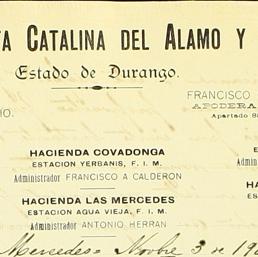 TA CATALINA DEL ALAMO Y
Estado de Durango.
FRANCISCO
APODERA
Apartado
HACIENDA COVADONGA
ESTACION YERBANIS, F. I. M.
Administrador FRANCISCO A CALDERON
HACIENDA LAS MERCEDES
ESTACION AGUA VIEJA, F. I. M.
Administrador ANTONIO HERRAN
Mercedes Novbre 3 de 19